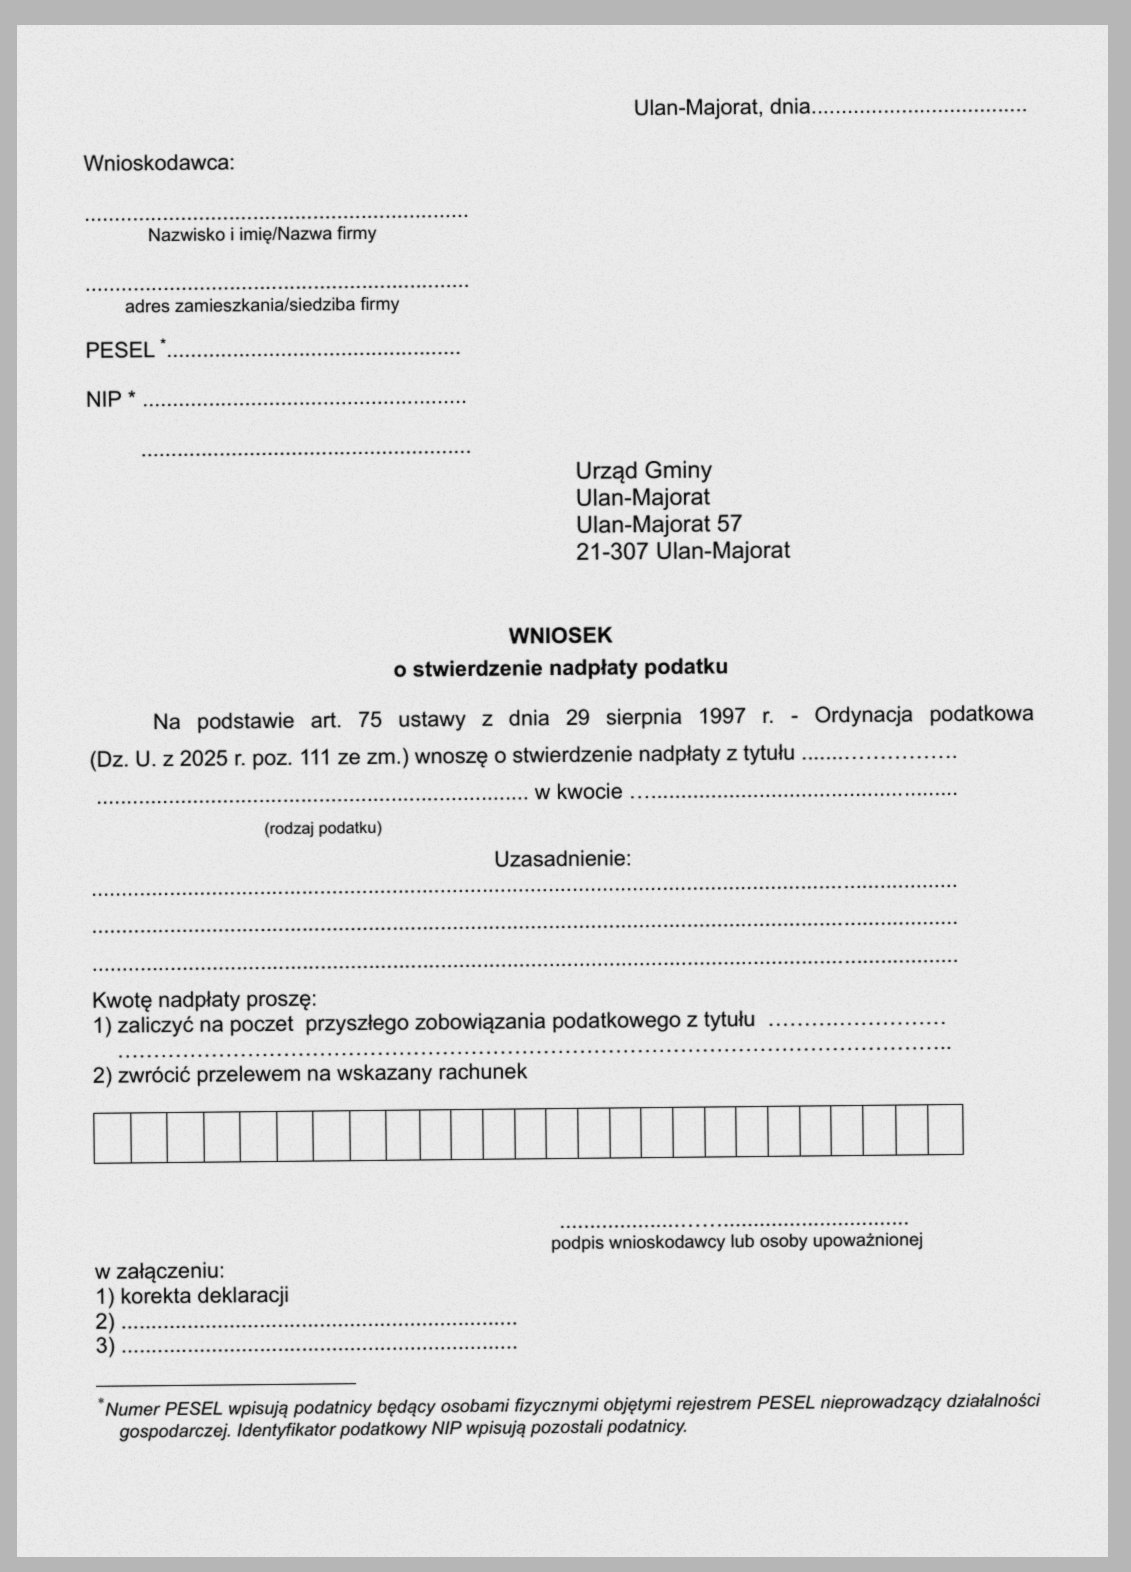 Ulan-Majorat, dnia....................................
Wnioskodawca:
................................................................
Nazwisko i imię/Nazwa firmy
................................................................
adres zamieszkania/siedziba firmy
PESEL *.................................................
NIP * ......................................................
.......................................................
Urząd Gminy
Ulan-Majorat
Ulan-Majorat 57
21-307 Ulan-Majorat
WNIOSEK
o stwierdzenie nadpłaty podatku
Na podstawie art. 75 ustawy z dnia 29 sierpnia 1997 r. - Ordynacja podatkowa
(Dz. U. z 2025 r. poz. 111 ze zm.) wnoszę o stwierdzenie nadpłaty z tytułu ..........................
........................................................................ w kwocie .......................................................
(rodzaj podatku)
Uzasadnienie:
................................................................................................................................................
................................................................................................................................................
................................................................................................................................................
Kwotę nadpłaty proszę:
1) zaliczyć na poczet przyszłego zobowiązania podatkowego z tytułu .............................
...........................................................................................................................
2) zwrócić przelewem na wskazany rachunek
..........................................................
podpis wnioskodawcy lub osoby upoważnionej
w załączeniu:
1) korekta deklaracji
2) ..................................................................
3) ..................................................................
*Numer PESEL wpisują podatnicy będący osobami fizycznymi objętymi rejestrem PESEL nieprowadzący działalności
gospodarczej. Identyfikator podatkowy NIP wpisują pozostali podatnicy.